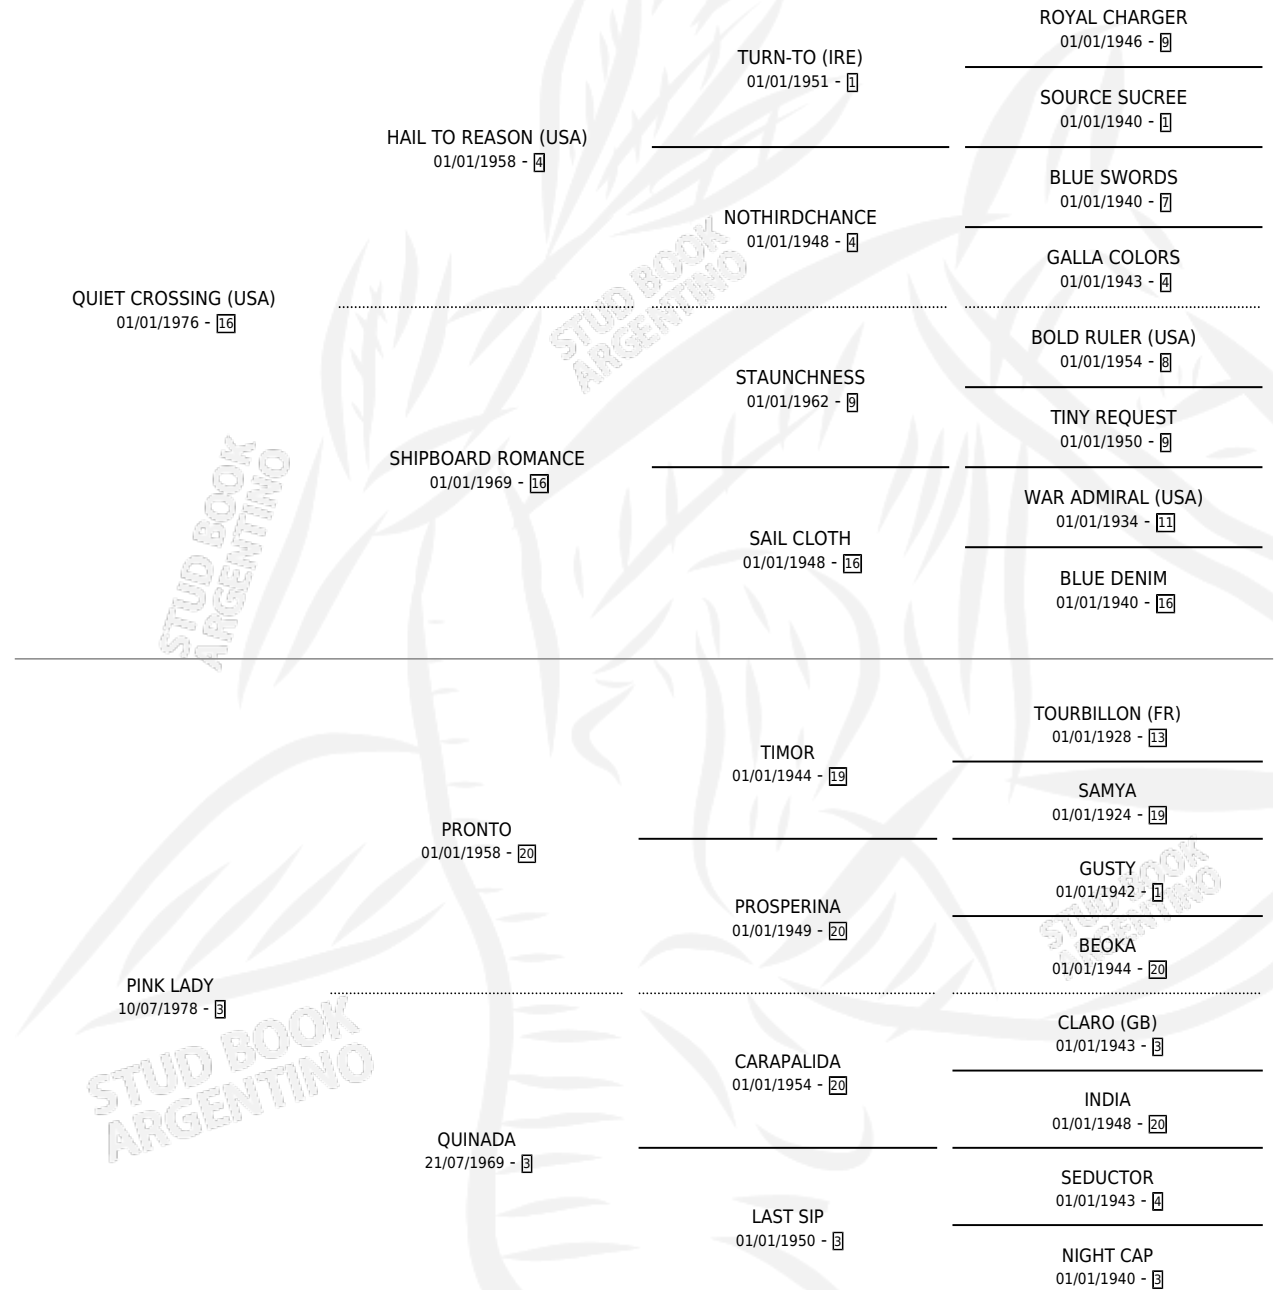 ROYAL CHARGER
01/01/1946 - 9
TURN-TO (IRE)
01/01/1951 - 1
SOURCE SUCREE
01/01/1940 - 1
HAIL TO REASON (USA)
01/01/1958 - 4
BLUE SWORDS
01/01/1940 - 7
NOTHIRDCHANCE
01/01/1948 - 4
GALLA COLORS
01/01/1943 - 4
QUIET CROSSING (USA)
01/01/1976 - 16
BOLD RULER (USA)
01/01/1954 - 8
STAUNCHNESS
01/01/1962 - 9
TINY REQUEST
01/01/1950 - 9
SHIPBOARD ROMANCE
01/01/1969 - 16
WAR ADMIRAL (USA)
01/01/1934 - 11
SAIL CLOTH
01/01/1948 - 16
BLUE DENIM
01/01/1940 - 16
STUD BOOK
ARGENTINO
STUD BOOK
ARGENTINO
TOURBILLON (FR)
01/01/1928 - 13
TIMOR
01/01/1944 - 19
SAMYA
01/01/1924 - 19
PRONTO
01/01/1958 - 20
GUSTY
01/01/1942 - 1
PROSPERINA
01/01/1949 - 20
BEOKA
01/01/1944 - 20
PINK LADY
10/07/1978 - 3
CLARO (GB)
01/01/1943 - 3
CARAPALIDA
01/01/1954 - 20
INDIA
01/01/1948 - 20
QUINADA
21/07/1969 - 3
SEDUCTOR
01/01/1943 - 4
LAST SIP
01/01/1950 - 3
NIGHT CAP
01/01/1940 - 3
STUD BOOK
ARGENTINO
STUD BOOK
ARGENTINO